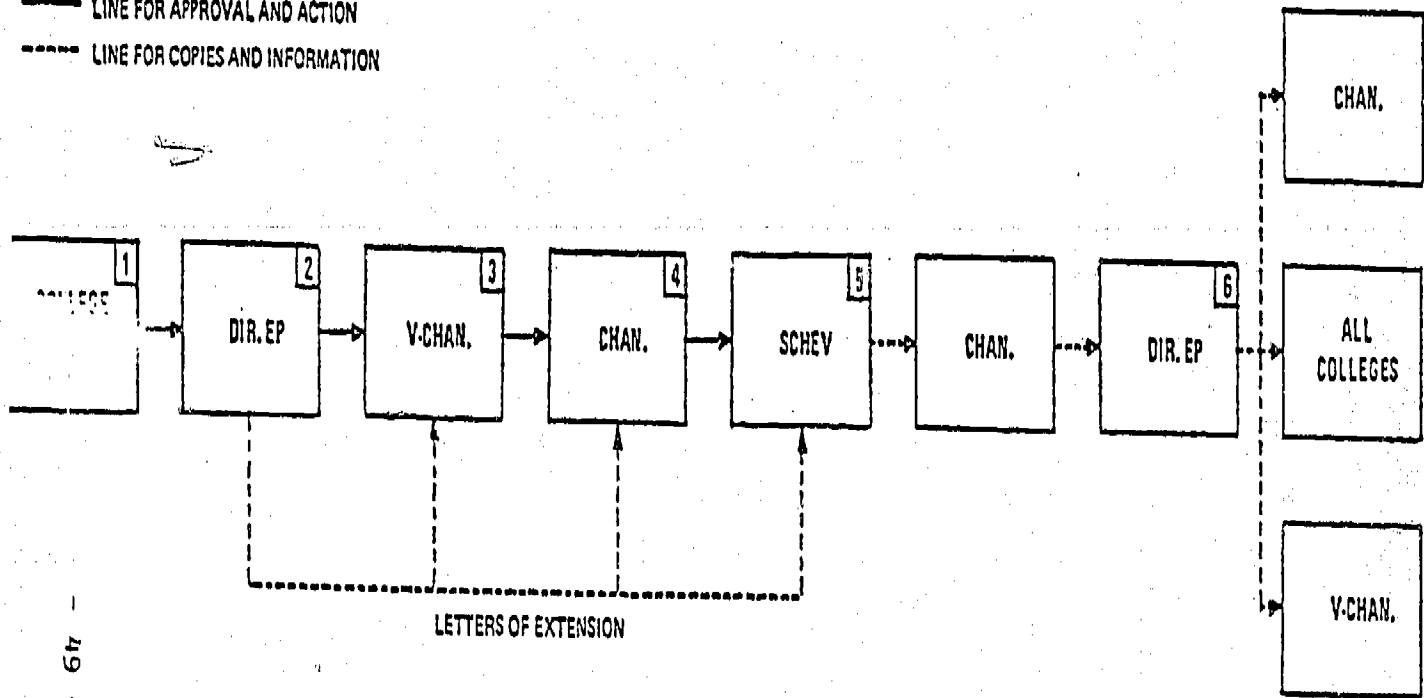 LINE FOR APPROVAL AND ACTION
LINE FOR COPIES AND INFORMATION
CHAN.
1
COLLEGE
2
DIR. EP
3
V-CHAN.
4
CHAN.
5
SCHEV
CHAN.
6
DIR. EP
ALL
COLLEGES
LETTERS OF EXTENSION
V-CHAN.
- 49